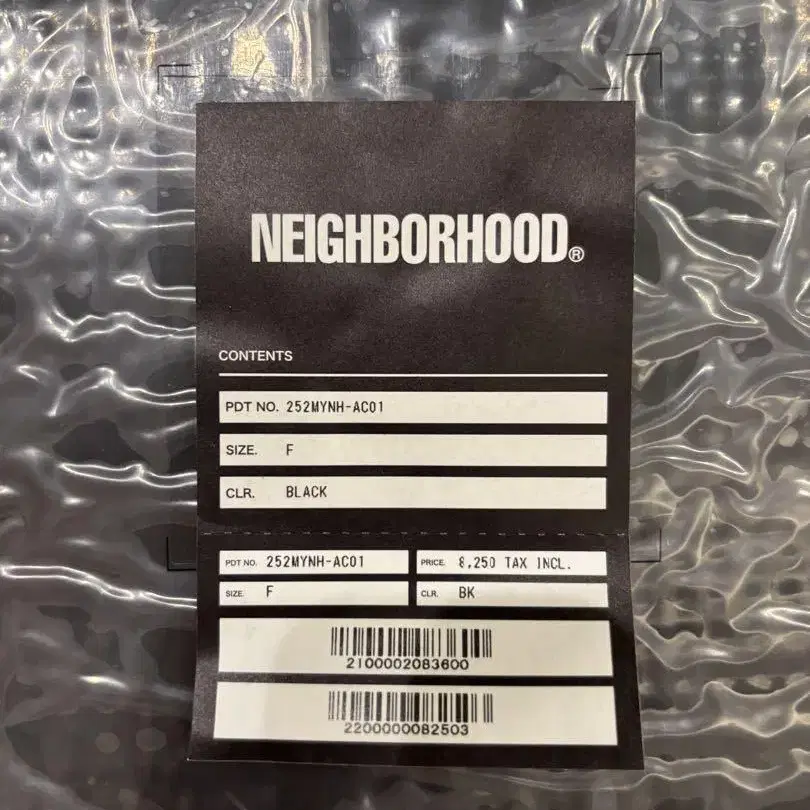 NEIGHBORHOOD®
CONTENTS
PDT NO. 252MYNH-AC01
SIZE. F
CLR. BLACK
PDT NO. 252MYNH-AC01 PRICE. 8,250 TAX INCL.
SIZE. F CLR. BK
2100002083600
2200000082503